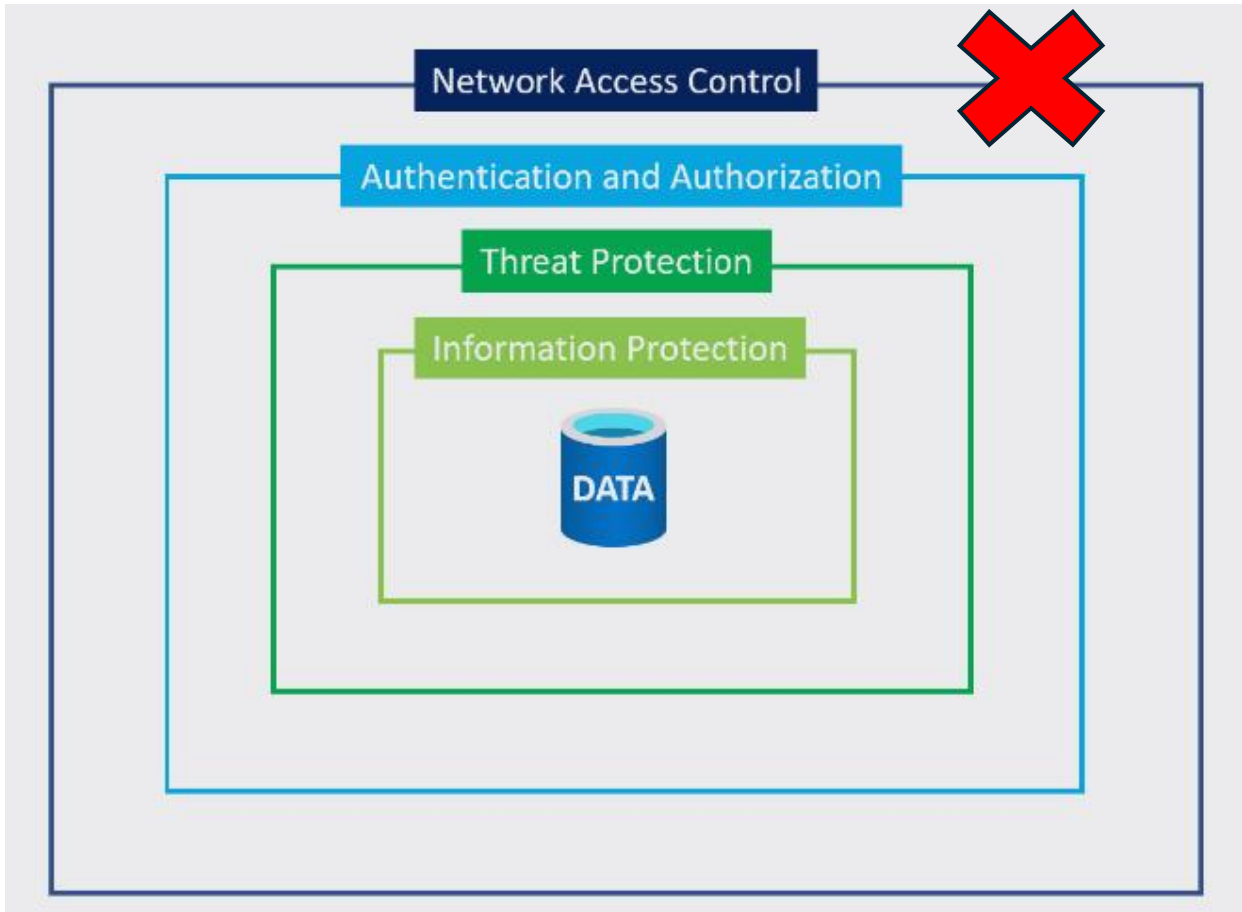 Network Access Control
Authentication and Authorization
Threat Protection
Information Protection
DATA